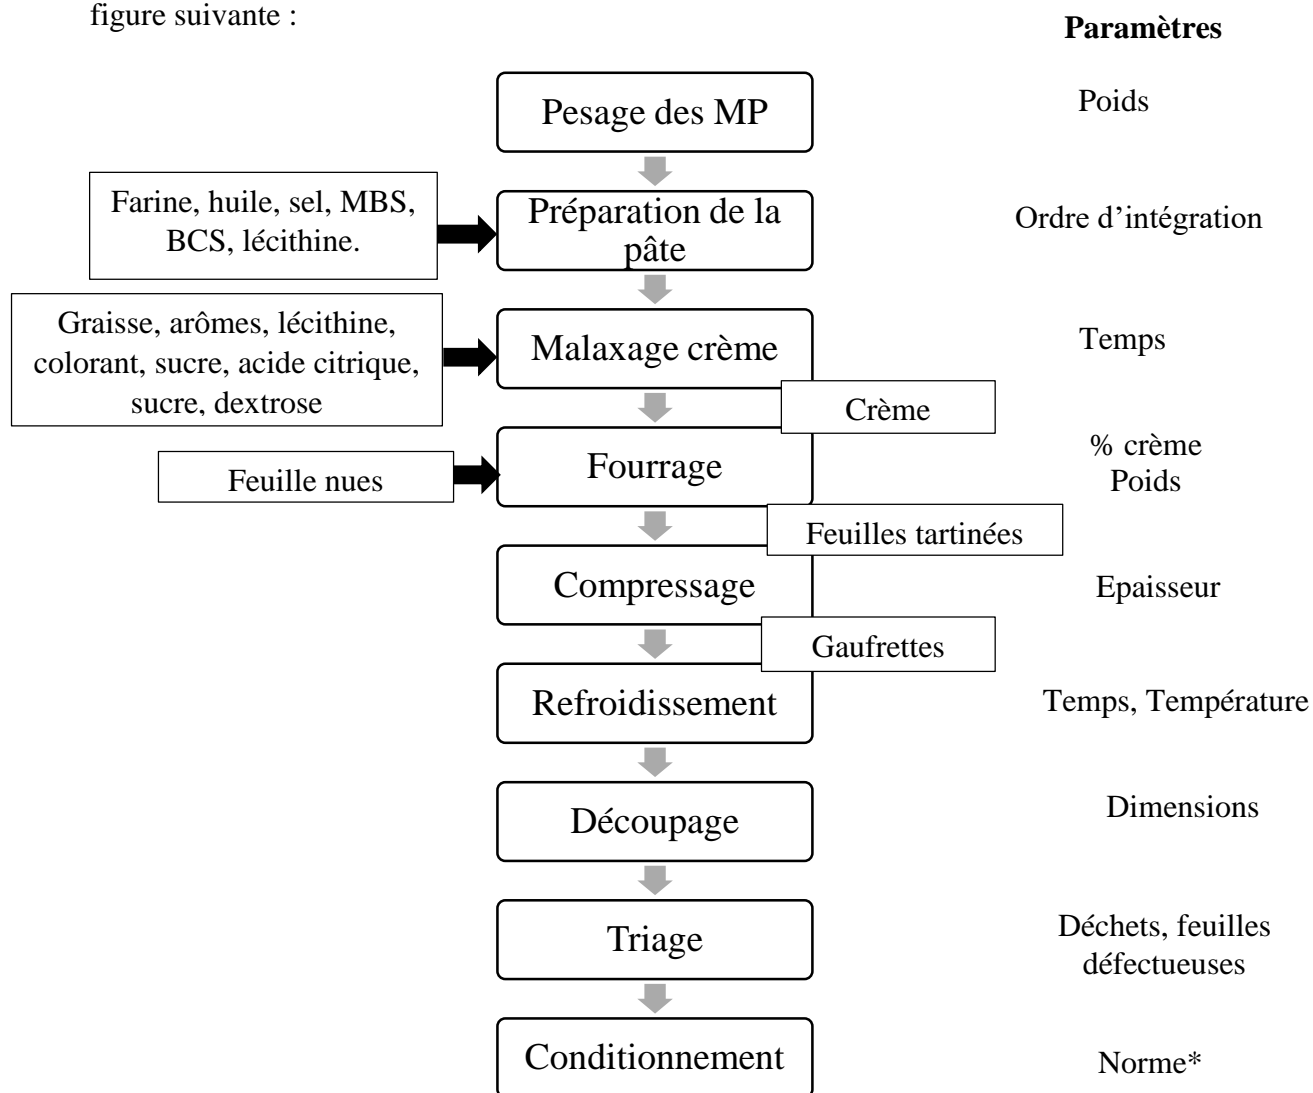 figure suivante :
Paramètres
Pesage des MP
Poids
Farine, huile, sel, MBS,
BCS, lécithine.
Préparation de la
pâte
Ordre d’intégration
Graisse, arômes, lécithine,
colorant, sucre, acide citrique,
sucre, dextrose
Malaxage crème
Temps
Crème
Feuille nues
Fourrage
% crème
Poids
Feuilles tartinées
Compressage
Epaisseur
Gaufrettes
Refroidissement
Temps, Température
Découpage
Dimensions
Triage
Déchets, feuilles
défectueuses
Conditionnement
Norme*